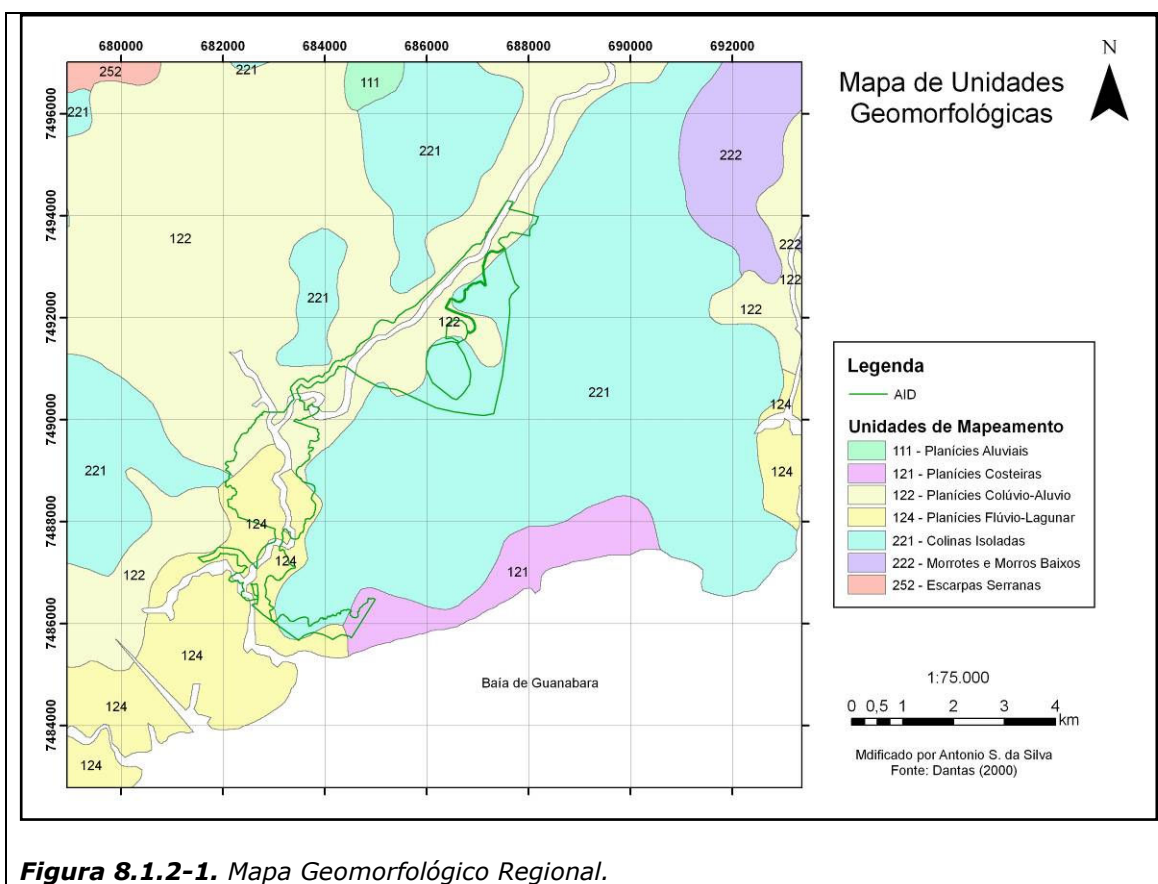 680000 682000 684000 686000 688000 690000 692000
N
Mapa de Unidades
Geomorfológicas
252
221
111
7496000
221
221
222
7494000
122
222
122
221
122
122
7492000
Legenda
AID
221
124
7490000
Unidades de Mapeamento
111 - Planícies Aluviais
121 - Planícies Costeiras
122 - Planícies Colúvio-Aluvio
124 - Planícies Flúvio-Lagunar
221 - Colinas Isoladas
222 - Morrotes e Morros Baixos
252 - Escarpas Serranas
221
124
7488000
124
124
122
121
7486000
124
Baía de Guanabara
1:75.000
0 0,5 1 2 3 4
km
124
7484000
Mdificado por Antonio S. da Silva
Fonte: Dantas (2000)
124
Figura 8.1.2-1. Mapa Geomorfológico Regional.